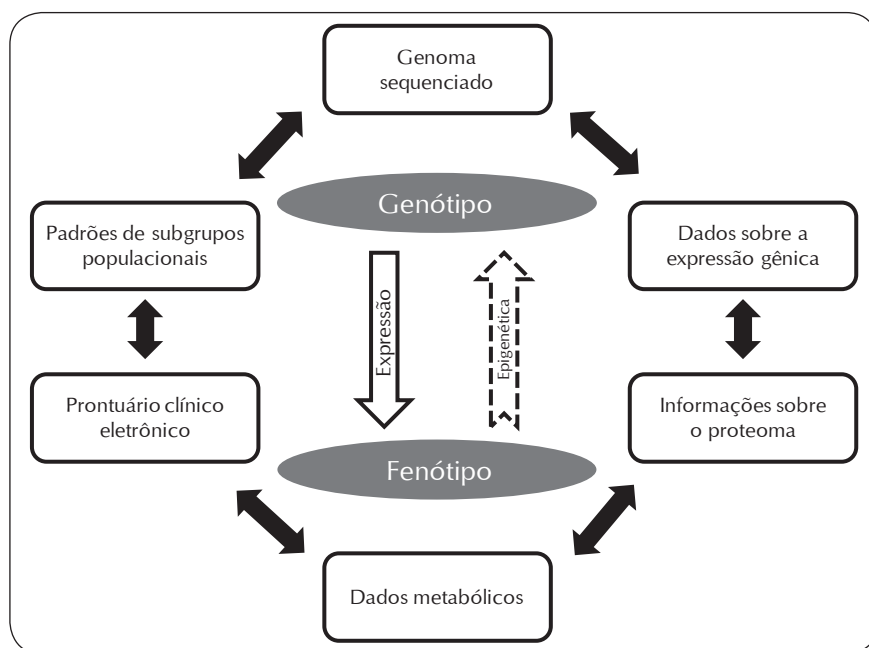 Genoma
sequenciado
Genótipo
Padrões de subgrupos
populacionais
Dados sobre a
expressão gênica
Expressão
Epigenética
Prontuário clínico
eletrônico
Informações sobre
o proteoma
Fenótipo
Dados metabólicos